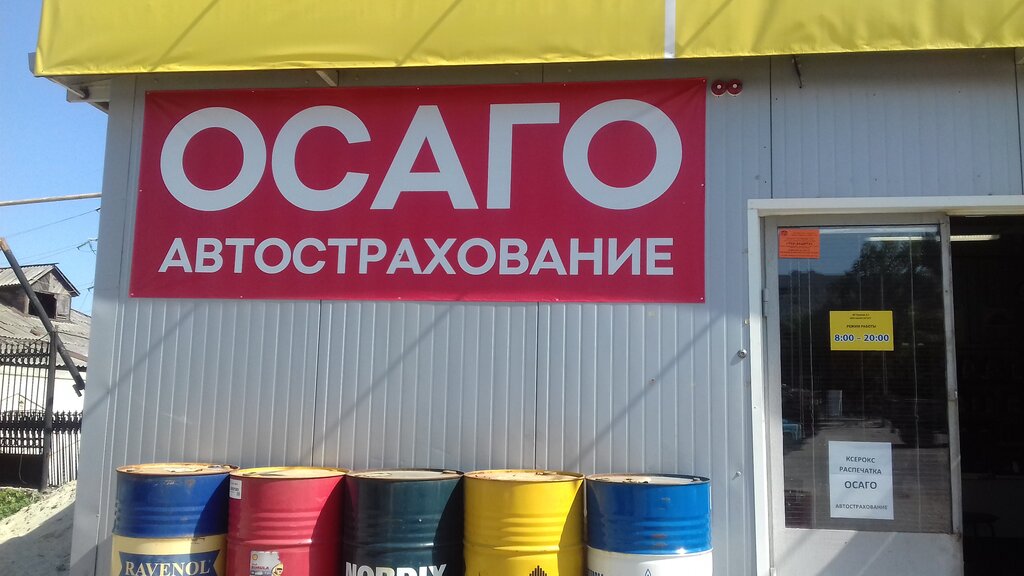 ОСАГО
АВТОСТРАХОВАНИЕ
РЕЖИМ РАБОТЫ
8:00 - 20:00
КСЕРОКС
РАСПЕЧАТКА
ОСАГО
АВТОСТРАХОВАНИЕ
RAVENOL
NORDIX